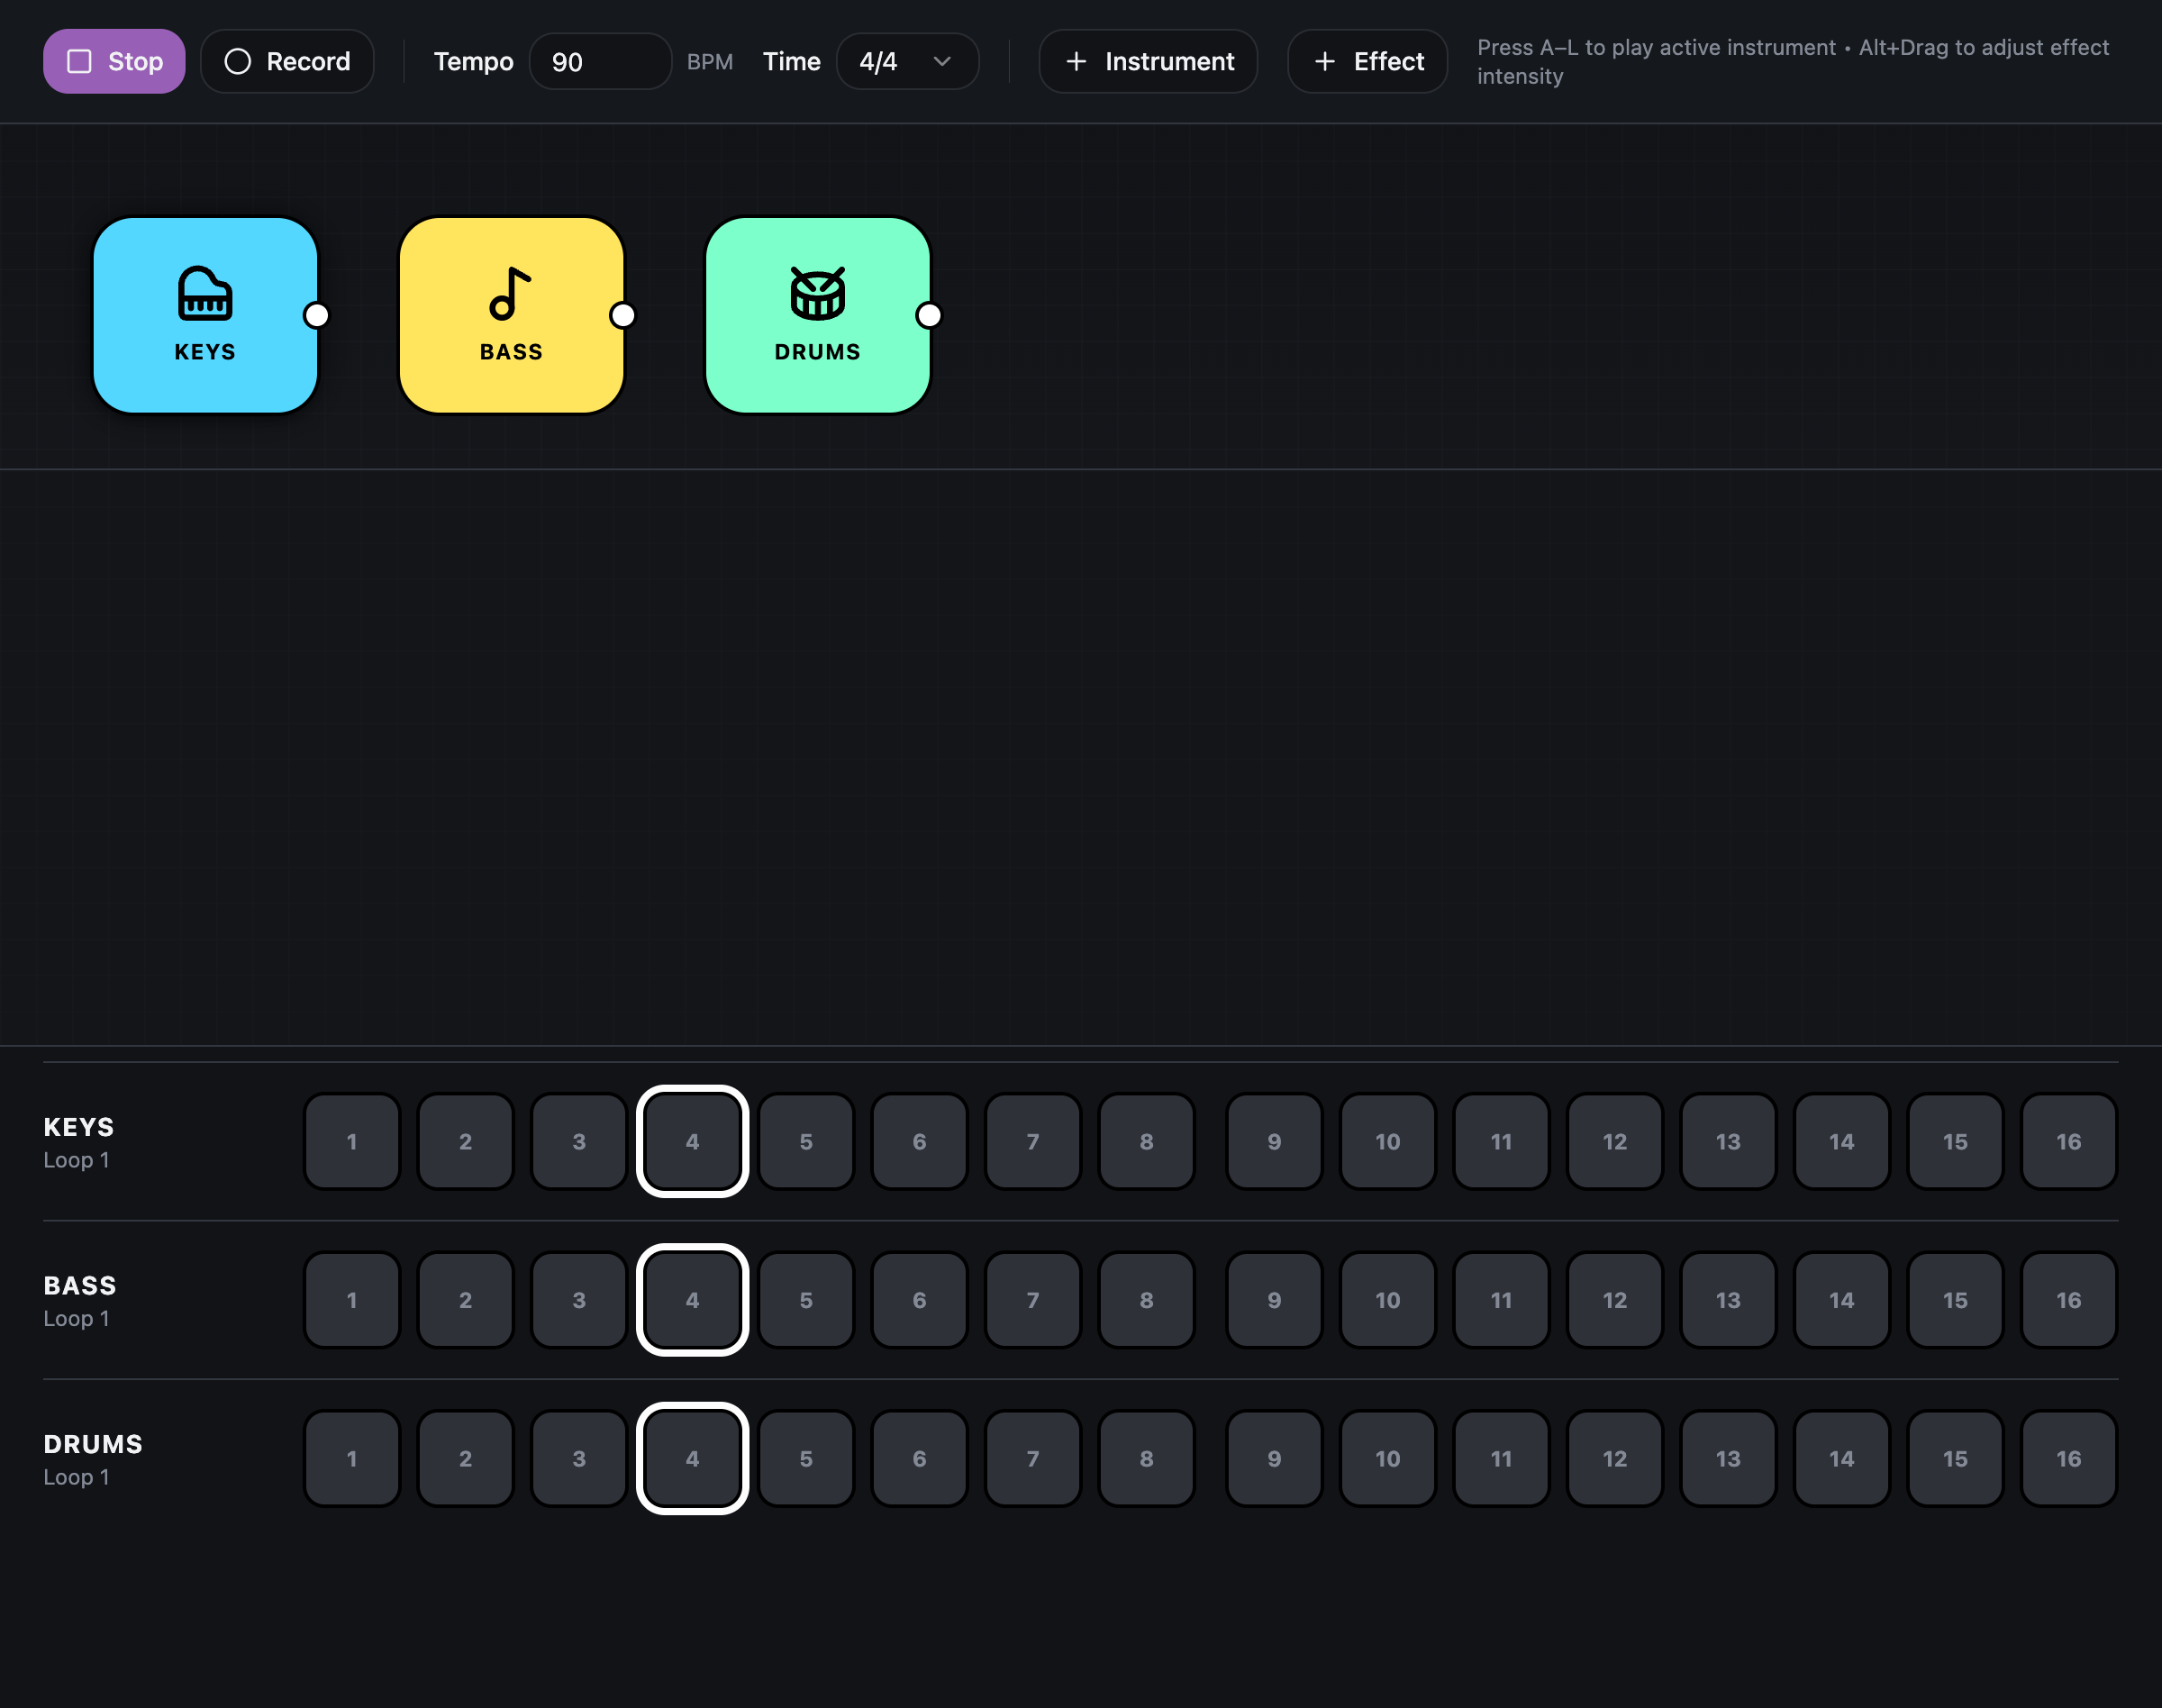 Stop Record Tempo 90 BPM Time 4/4 + Instrument + Effect
Press A–L to play active instrument • Alt+Drag to adjust effect
intensity
KEYS BASS DRUMS
KEYS
Loop 1
1 2 3 4 5 6 7 8 9 10 11 12 13 14 15 16
BASS
Loop 1
1 2 3 4 5 6 7 8 9 10 11 12 13 14 15 16
DRUMS
Loop 1
1 2 3 4 5 6 7 8 9 10 11 12 13 14 15 16